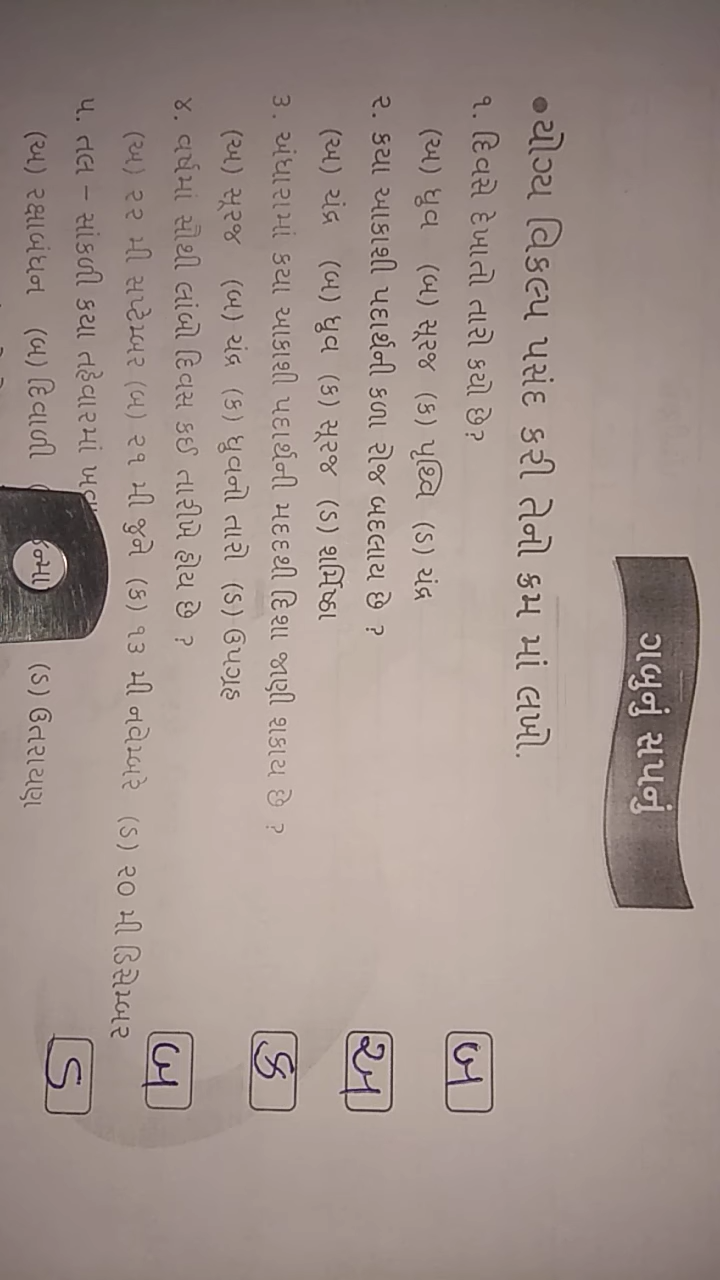 ગબુનું સપનું
● યોગ્ય વિકલ્પ પસંદ કરી તેનો ક્રમ માં લખો.
૧. દિવસે દેખાતો તારો કયો છે? બ
(અ) ધ્રુવ (બ) સૂરજ (ક) પૃથ્વિ (ડ) ચંદ્ર
૨. કયા આકાશી પદાર્થની કળા રોજ બદલાય છે ? અ
(અ) ચંદ્ર (બ) ધ્રુવ (ક) સૂરજ (ડ) શર્મિષ્ઠા
૩. અંધારામાં કયા આકાશી પદાર્થની મદદથી દિશા જાણી શકાય છે ? ક
(અ) સૂરજ (બ) ચંદ્ર (ક) ધ્રુવનો તારો (ડ) ઉપગ્રહ
૪. વર્ષમાં સૌથી લાંબો દિવસ કઈ તારીખે હોય છે ? બ
(અ) ૨૨ મી સપ્ટેમ્બર (બ) ૨૧ મી જુને (ક) ૧૩ મી નવેમ્બરે (ડ) ૨૦ મી ડિસેમ્બર
૫. તલ - સાંકળી કયા તહેવારમાં ડ
(અ) રક્ષાબંધન (બ) દિવાળી (ડ) ઉતરાયણ